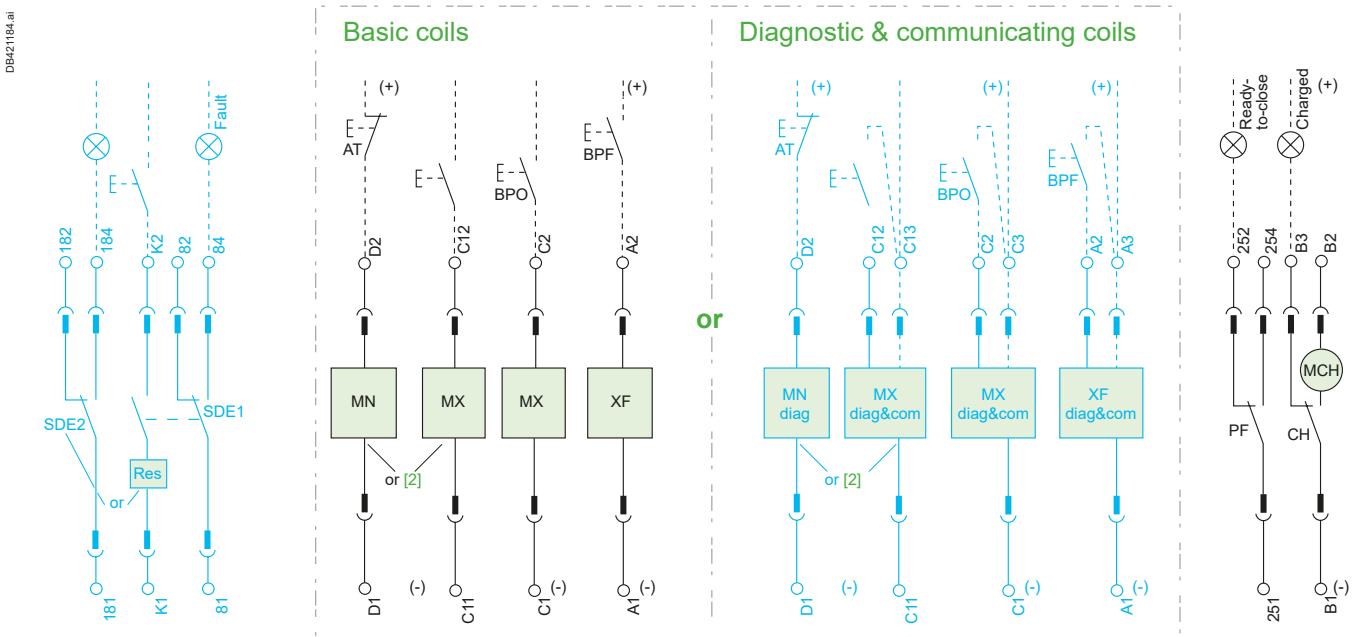 DB421184.ai
Basic coils
Diagnostic & communicating coils
(+)
(+)
(+)
(+)
(+)
(+)
Fault
Ready-
to-close
Charged
AT
BPO
BPF
AT
BPO
BPF
182
184
K2
82
84
D2
C12
C2
A2
D2
C12
C13
C2
C3
A2
A3
252
254
B3
B2
or
MN
MX
MX
XF
MN
diag
MX
diag&com
MX
diag&com
XF
diag&com
MCH
SDE2
SDE1
PF
CH
Res
or
or [2]
or [2]
181
K1
81
D1
(-)
C11
C1
(-)
A1
(-)
D1
(-)
C11
C1
(-)
A1
(-)
251
B1
(-)